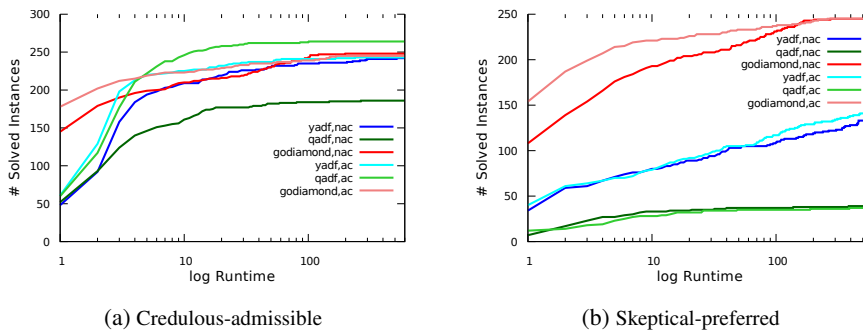 300
250
200
150
100
50
0
# Solved Instances
yadf,nac
qadf,nac
godiamond,nac
yadf,ac
qadf,ac
godiamond,ac
1
10
100
log Runtime
(a) Credulous-admissible
250
200
150
100
50
0
# Solved Instances
yadf,nac
qadf,nac
godiamond,nac
yadf,ac
qadf,ac
godiamond,ac
1
10
100
log Runtime
(b) Skeptical-preferred